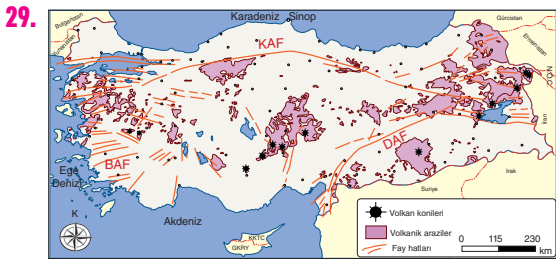 29.
Karadeniz Sinop
Bulgaristan
Yunanistan
Gürcistan
Ermenistan
N.Ö.C
İran
KAF
BAF
DAF
Ege
Denizi
Akdeniz
K
KKTC
GKRY
Suriye
Irak
Volkan konileri
Volkanik araziler
Fay hatları
0 115 230
km